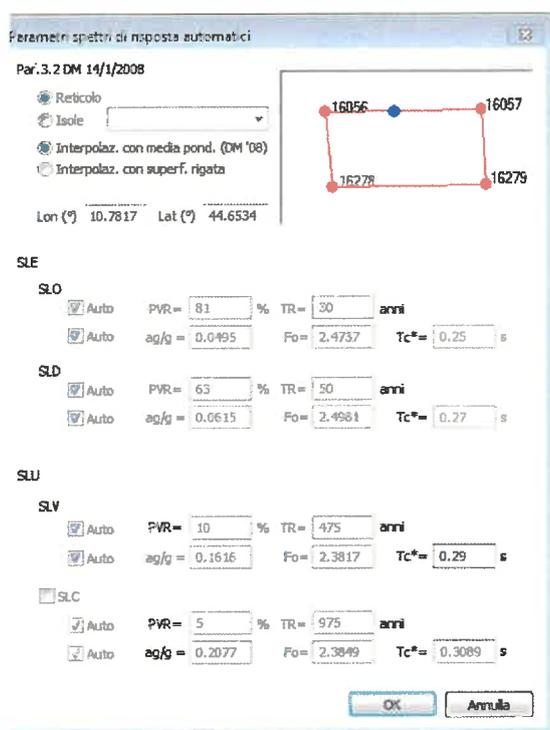 Parametri spettri di risposta automatici
Par.3.2 DM 14/1/2008
Reticolo
Isole
Interpolaz. con media pond. (DM '08)
Interpolaz. con superf. rigata
Lon (°) 10.7817 Lat (°) 44.6534
16056
16057
16278
16279
SLE
SLO
Auto PVR= 81 % TR= 30 anni
Auto ag/g = 0.0495 Fo= 2.4737 Tc*= 0.25 s
SLD
Auto PVR= 63 % TR= 50 anni
Auto ag/g = 0.0615 Fo= 2.4981 Tc*= 0.27 s
SLU
SLV
Auto PVR= 10 % TR= 475 anni
Auto ag/g = 0.1616 Fo= 2.3817 Tc*= 0.29 s
SLC
Auto PVR= 5 % TR= 975 anni
Auto ag/g = 0.2077 Fo= 2.3849 Tc*= 0.3089 s
OK Annulla